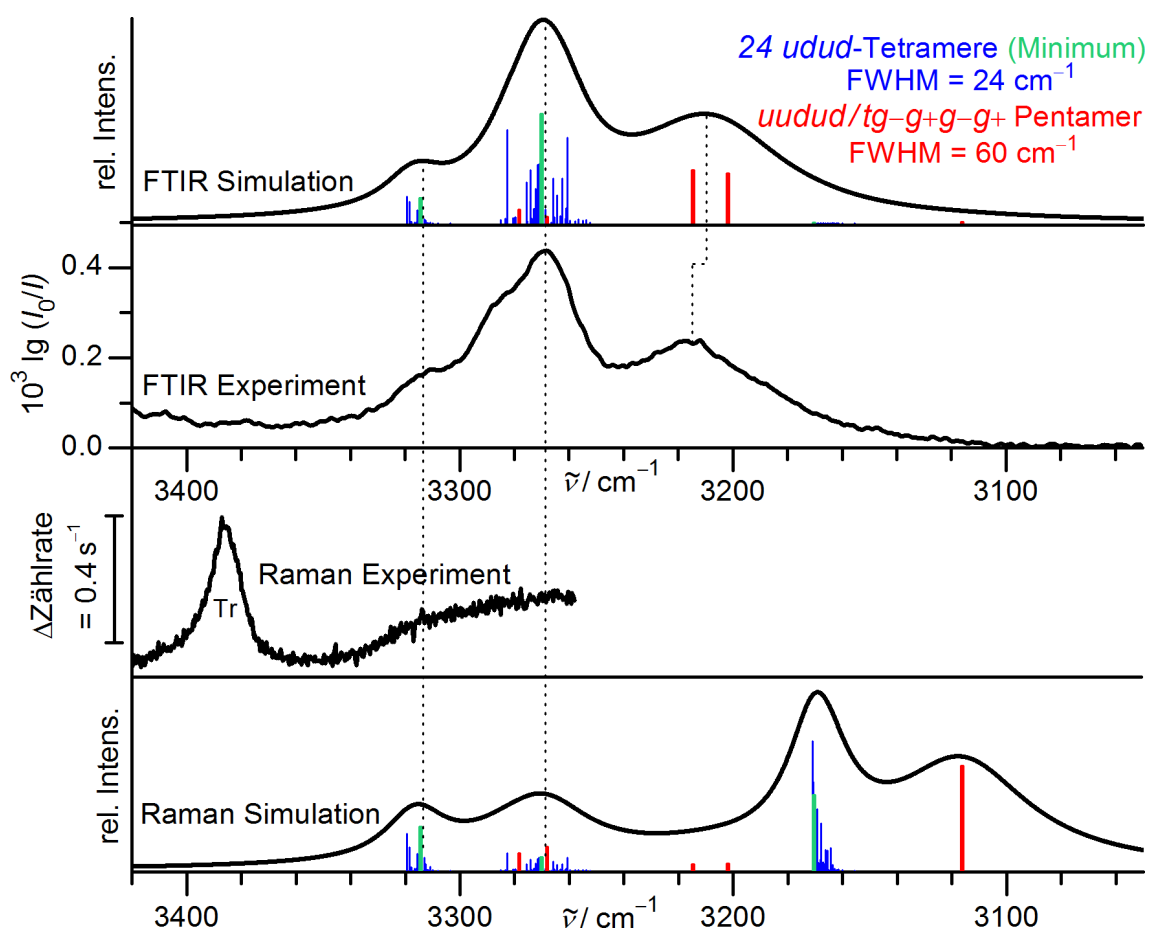 24 udud-Tetramere (Minimum)
FWHM = 24 cm⁻¹
uudud/tg−g+g−g+ Pentamer
FWHM = 60 cm⁻¹
rel. Intens.
FTIR Simulation
10³ lg (I₀/I)
0.4
0.2
0.0
FTIR Experiment
3400 3300 ν̃/ cm⁻¹ 3200 3100
ΔZählrate
= 0.4 s⁻¹
Raman Experiment
Tr
rel. Intens.
Raman Simulation
3400 3300 ν̃/ cm⁻¹ 3200 3100